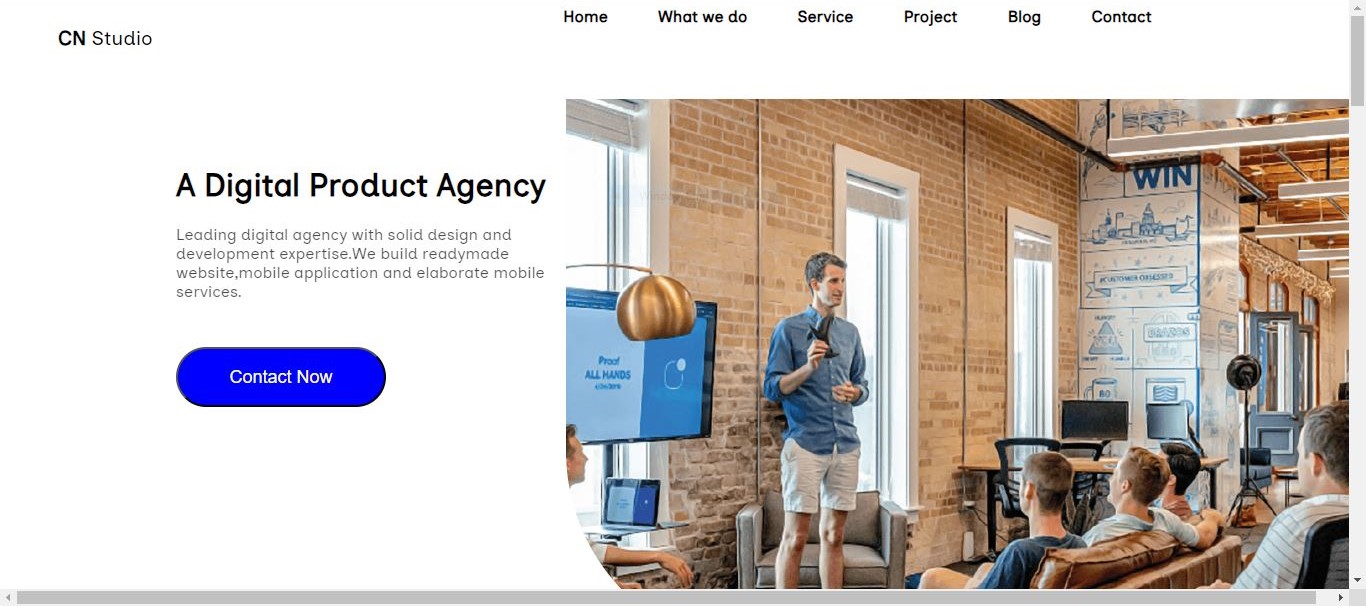 Home What we do Service Project Blog Contact
CN Studio
A Digital Product Agency
Leading digital agency with solid design and
development expertise.We build readymade
website,mobile application and elaborate mobile
services.
Contact Now
WIN
#CUSTOMER OBSESSED
Proof
ALL HANDS